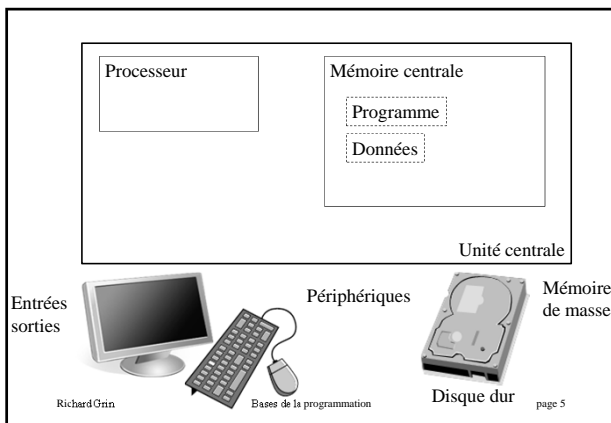 Processeur
Mémoire centrale
Programme
Données
Unité centrale
Entrées
sorties
Périphériques
Mémoire
de masse
Disque dur
Richard Grin
Bases de la programmation
page 5